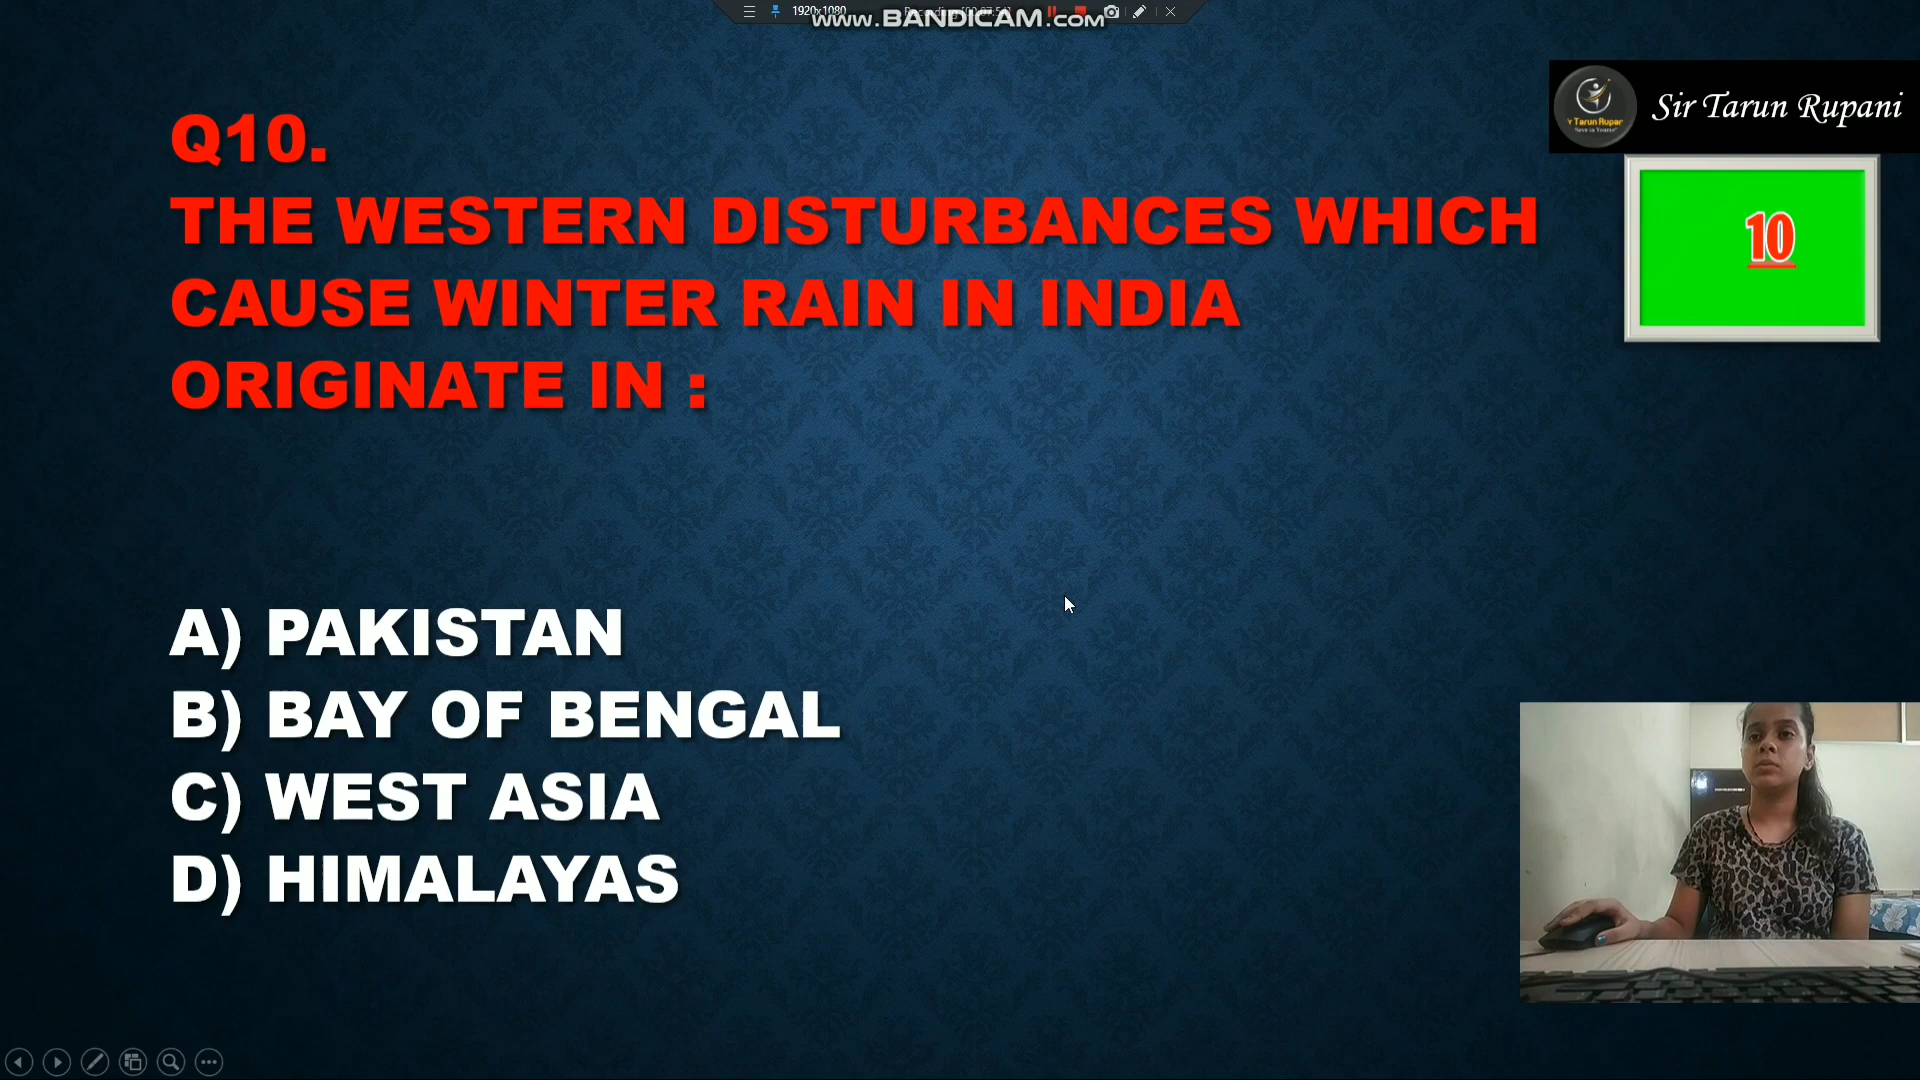 1920x1080
www.BANDICAM.com
Sir Tarun Rupani
10
Q10.
THE WESTERN DISTURBANCES WHICH
CAUSE WINTER RAIN IN INDIA
ORIGINATE IN :
A) PAKISTAN
B) BAY OF BENGAL
C) WEST ASIA
D) HIMALAYAS